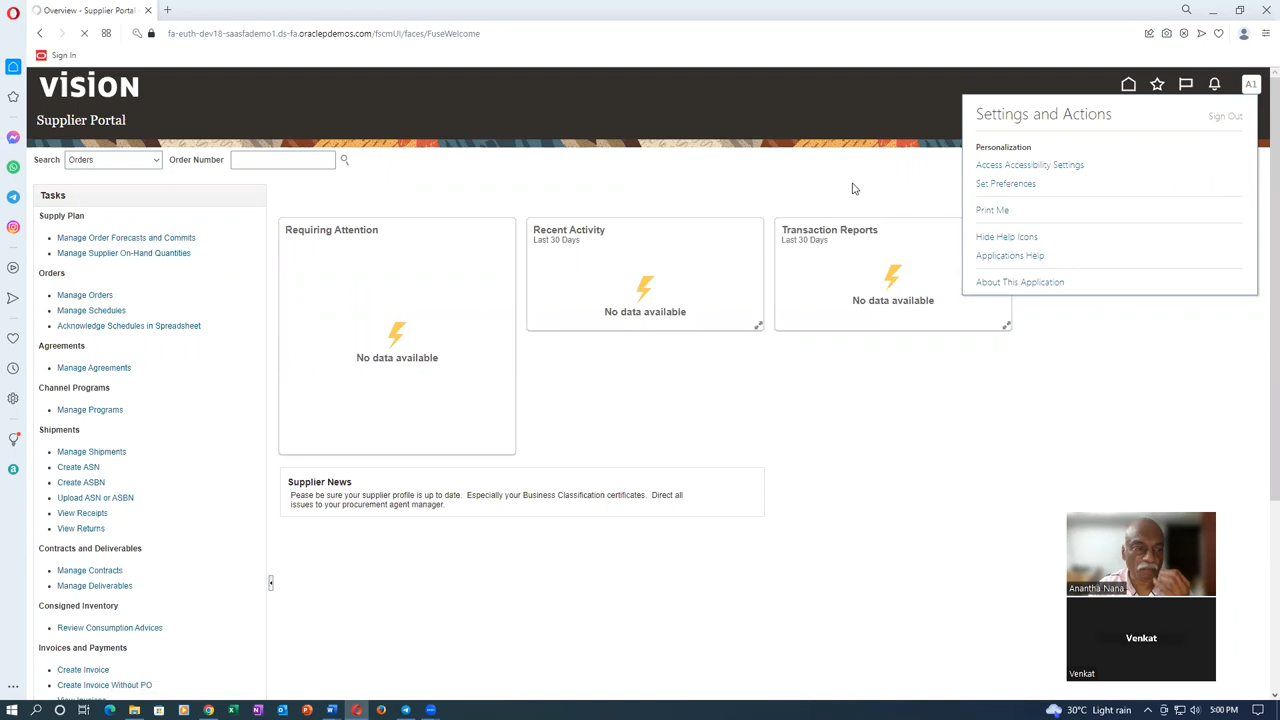 Overview - Supplier Portal
fa-euth-dev18-saasfademo1.ds-fa.oraclepdemos.com/fscmUI/faces/FuseWelcome
Sign In
VISION
Supplier Portal
A1
Settings and Actions
Sign Out
Personalization
Access Accessibility Settings
Set Preferences
Print Me
Hide Help Icons
Applications Help
About This Application
Search
Orders
Order Number
Tasks
Supply Plan
Manage Order Forecasts and Commits
Manage Supplier On-Hand Quantities
Orders
Manage Orders
Manage Schedules
Acknowledge Schedules in Spreadsheet
Agreements
Manage Agreements
Channel Programs
Manage Programs
Shipments
Manage Shipments
Create ASN
Create ASBN
Upload ASN or ASBN
View Receipts
View Returns
Contracts and Deliverables
Manage Contracts
Manage Deliverables
Consigned Inventory
Review Consumption Advices
Invoices and Payments
Create Invoice
Create Invoice Without PO
View Invoices
Requiring Attention
No data available
Recent Activity
Last 30 Days
No data available
Transaction Reports
Last 30 Days
No data available
Supplier News
Pease be sure your supplier profile is up to date. Especially your Business Classification certificates. Direct all
issues to your procurement agent manager.
Anantha Nana
Venkat
Venkat
30°C Light rain
5:00 PM